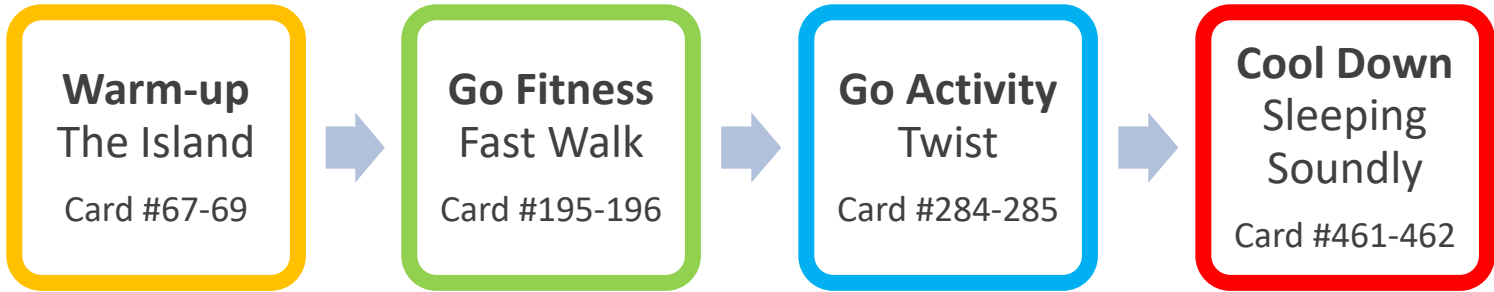 Warm-up
The Island
Card #67-69
Go Fitness
Fast Walk
Card #195-196
Go Activity
Twist
Card #284-285
Cool Down
Sleeping
Soundly
Card #461-462